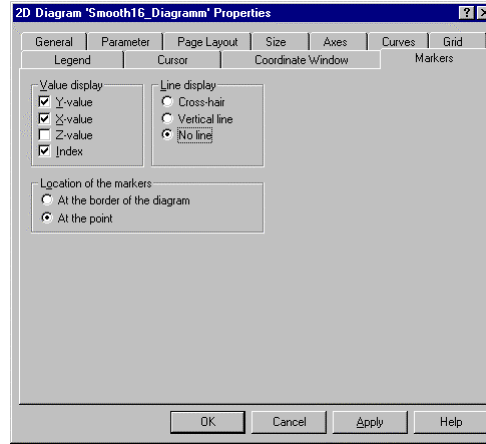 2D Diagram 'Smooth16_Diagramm' Properties
General Parameter Page Layout Size Axes Curves Grid
Legend Cursor Coordinate Window Markers
Value display
Y-value
X-value
Z-value
Index
Line display
Cross-hair
Vertical line
No line
Location of the markers
At the border of the diagram
At the point
OK Cancel Apply Help